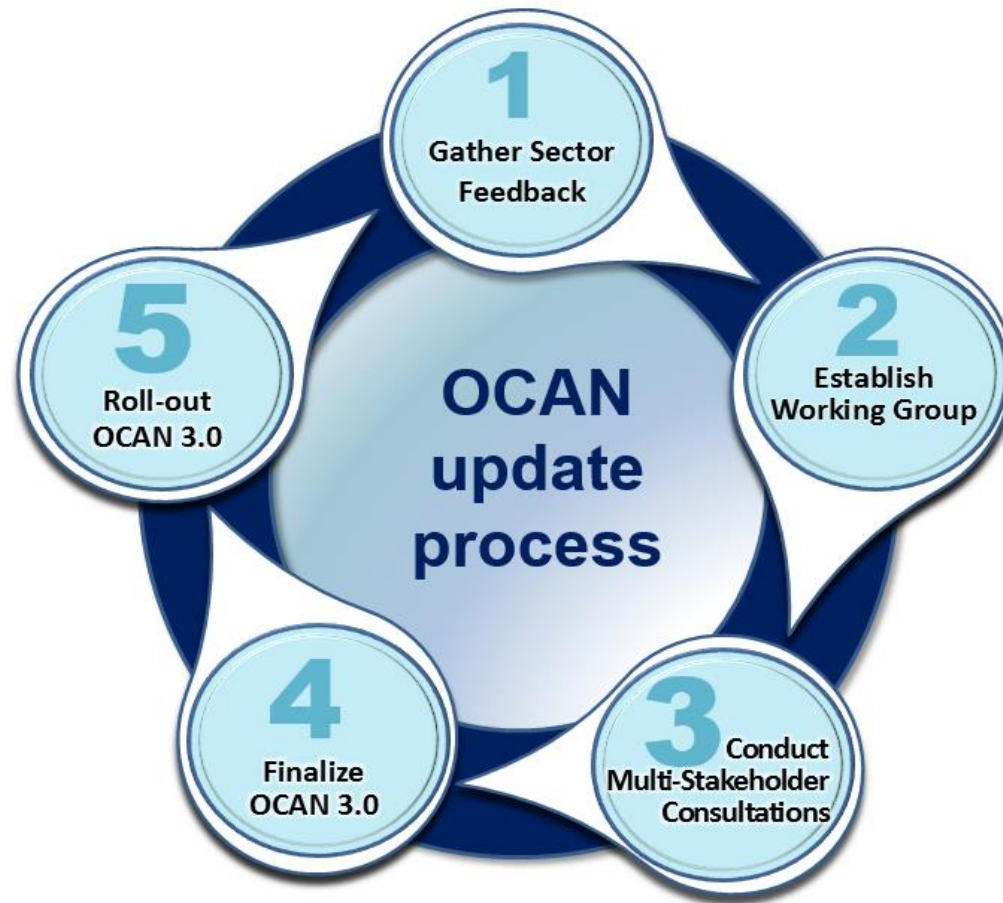 1
Gather Sector
Feedback
2
Establish
Working Group
3 Conduct
Multi-Stakeholder
Consultations
4
Finalize
OCAN 3.0
5
Roll-out
OCAN 3.0
OCAN
update
process